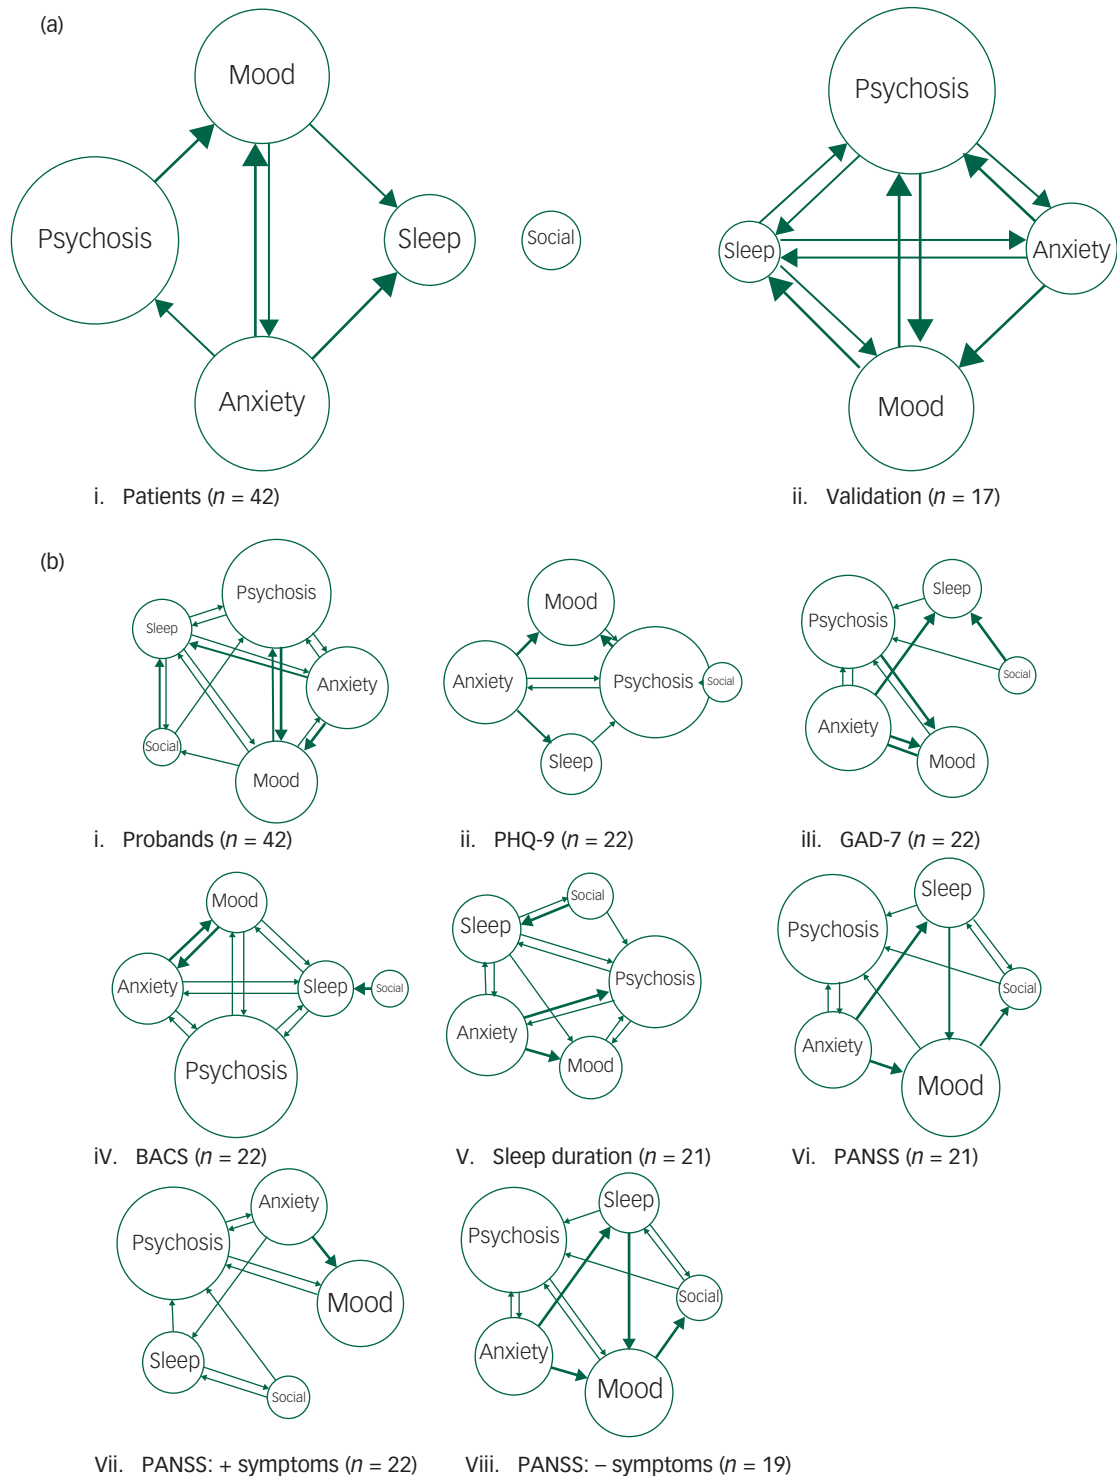 (a)
Mood
Psychosis
Sleep
Social
Anxiety
i. Patients (n = 42)
Psychosis
Sleep
Anxiety
Mood
ii. Validation (n = 17)
(b)
Psychosis
Sleep
Anxiety
Social
Mood
i. Probands (n = 42)
Mood
Anxiety
Psychosis
Social
Sleep
ii. PHQ-9 (n = 22)
Sleep
Psychosis
Social
Anxiety
Mood
iii. GAD-7 (n = 22)
Mood
Anxiety
Sleep
Social
Psychosis
iV. BACS (n = 22)
Social
Sleep
Psychosis
Anxiety
Mood
V. Sleep duration (n = 21)
Sleep
Psychosis
Social
Anxiety
Mood
Vi. PANSS (n = 21)
Anxiety
Psychosis
Mood
Sleep
Social
Vii. PANSS: + symptoms (n = 22)
Sleep
Psychosis
Social
Anxiety
Mood
Viii. PANSS: – symptoms (n = 19)